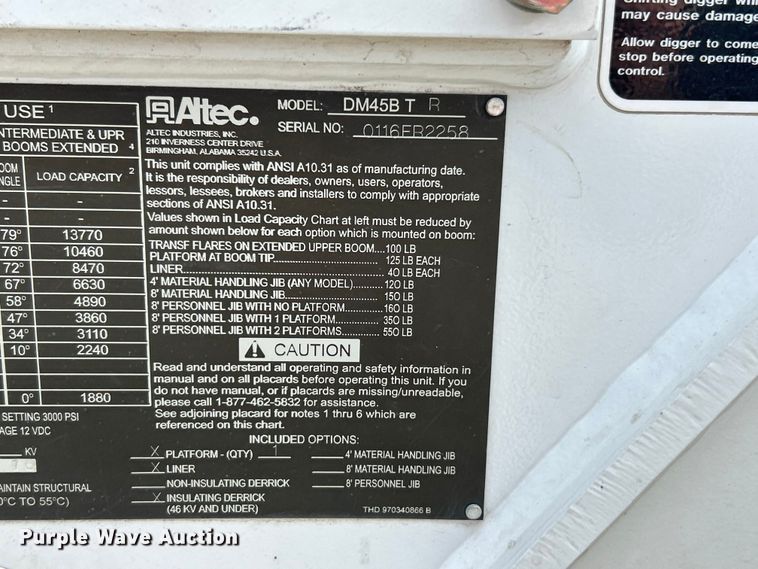 Shifting digger
may cause damage
Allow digger to come
stop before operating
control.
USE 1
INTERMEDIATE & UPR
BOOMS EXTENDED 4
LOAD CAPACITY 2
- -
- -
79° 13770
76° 10460
72° 8470
67° 6630
58° 4890
47° 3860
34° 3110
10° 2240
0° 1880
SETTING 3000 PSI
12 VDC
KV
STRUCTURAL
0°C TO 55°C)
Altec.
ALTEC INDUSTRIES, INC.
210 INVERNESS CENTER DRIVE
BIRMINGHAM, ALABAMA 35242 U.S.A.
MODEL: DM45B T R
SERIAL NO. 0116FB2258
This unit complies with ANSI A10.31 as of manufacturing date.
It is the responsibility of dealers, owners, users, operators,
lessors, lessees, brokers and installers to comply with appropriate
sections of ANSI A10.31.
Values shown in Load Capacity Chart at left must be reduced by
amount shown below for each option which is mounted on boom:
TRANSF FLARES ON EXTENDED UPPER BOOM....100 LB
PLATFORM AT BOOM TIP............................125 LB EACH
LINER.....................................................40 LB EACH
4' MATERIAL HANDLING JIB (ANY MODEL).........120 LB
8' MATERIAL HANDLING JIB.........................150 LB
8' PERSONNEL JIB WITH NO PLATFORM............160 LB
8' PERSONNEL JIB WITH 1 PLATFORM..............350 LB
8' PERSONNEL JIB WITH 2 PLATFORMS............550 LB
CAUTION
Read and understand all operating and safety information in
manual and on all placards before operating this unit. If you
do not have manual, or if placards are missing/unreadable,
please call 1-877-462-5832 for assistance.
See adjoining placard for notes 1 thru 6 which are
referenced on this chart.
INCLUDED OPTIONS:
X PLATFORM - (QTY) 1
X LINER
NON-INSULATING DERRICK
X INSULATING DERRICK
(46 KV AND UNDER)
4' MATERIAL HANDLING JIB
8' MATERIAL HANDLING JIB
8' PERSONNEL JIB
THD 970340866 B
Purple Wave Auction